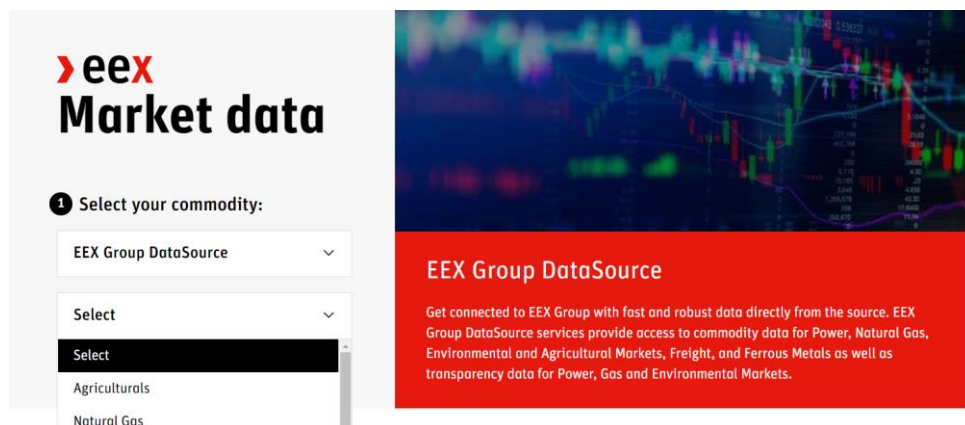 eex
Market data
1 Select your commodity:
EEX Group DataSource
Select
Select
Agriculturals
Natural Gas
EEX Group DataSource
Get connected to EEX Group with fast and robust data directly from the source. EEX
Group DataSource services provide access to commodity data for Power, Natural Gas,
Environmental and Agricultural Markets, Freight, and Ferrous Metals as well as
transparency data for Power, Gas and Environmental Markets.